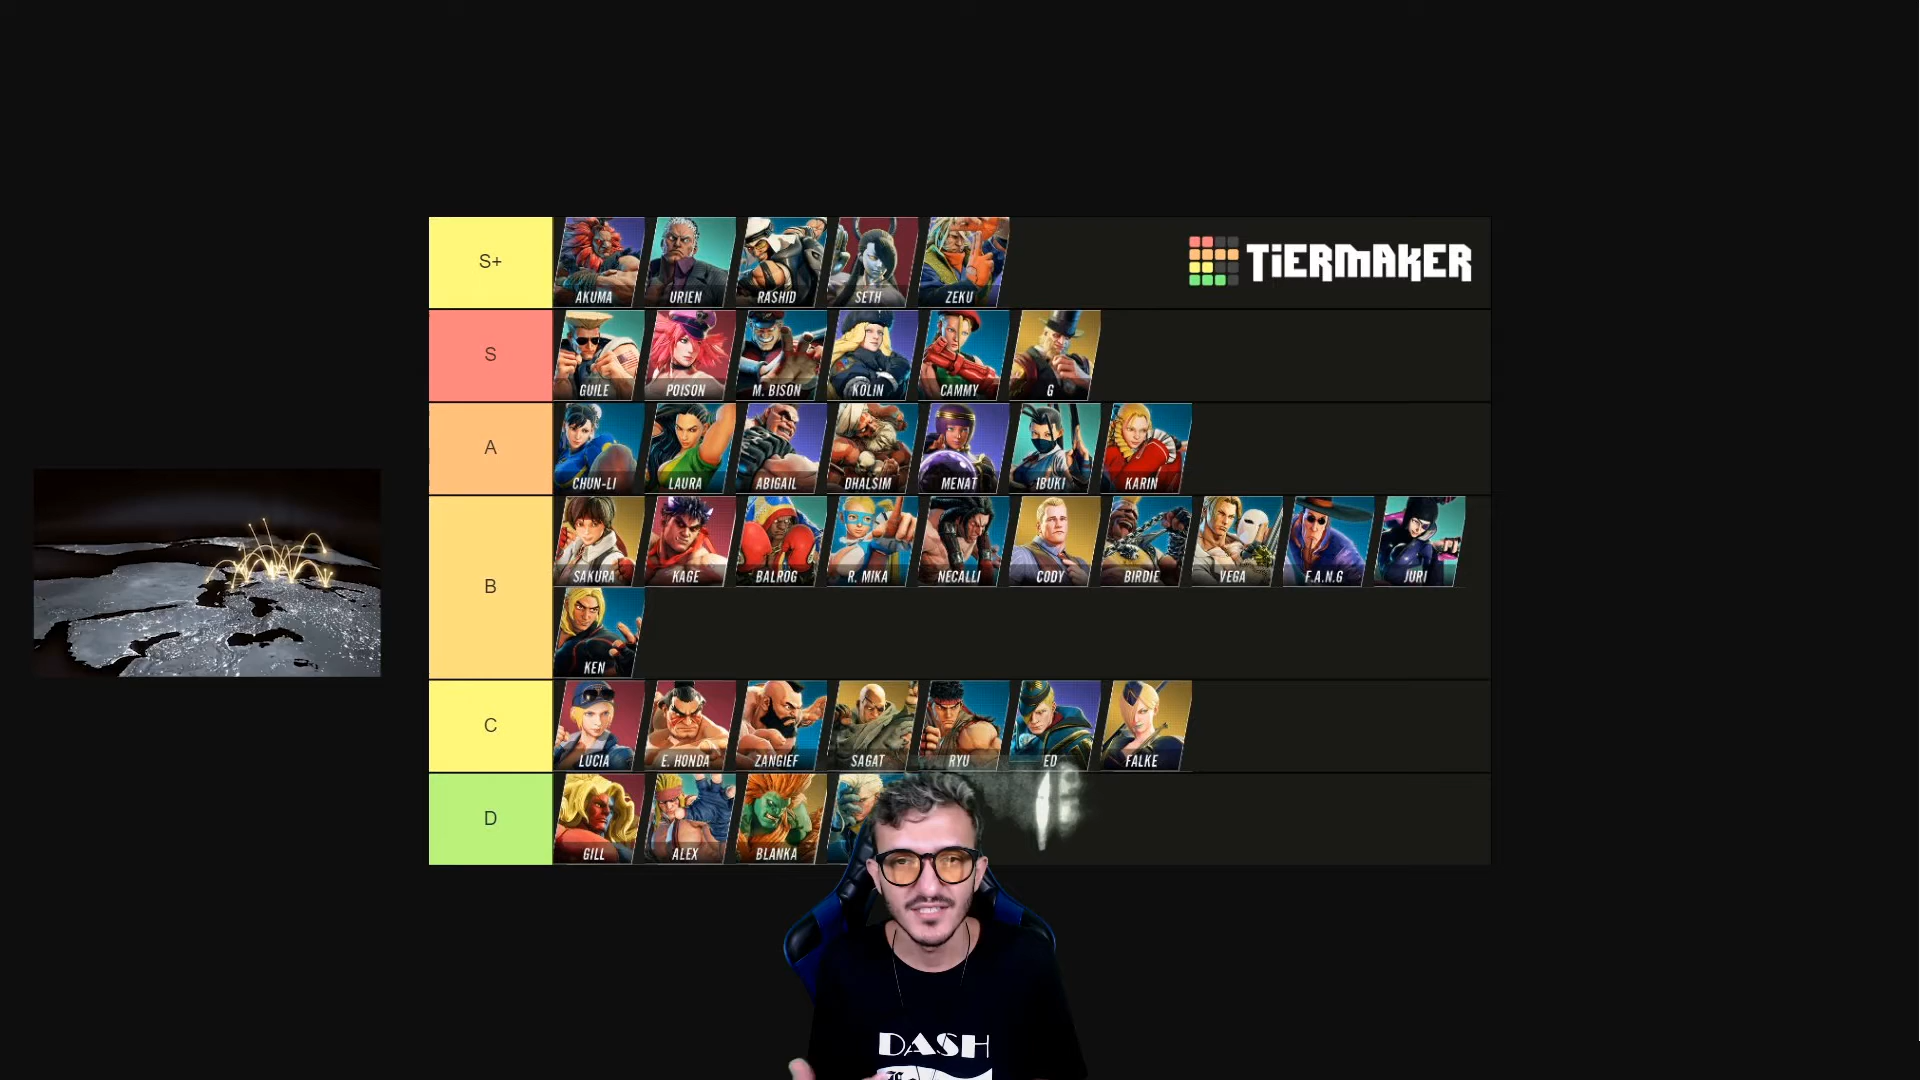 S+
AKUMA URIEN RASHID SETH ZEKU
TiERMAKER
S
GUILE POISON M. BISON KOLIN CAMMY G
A
CHUN-LI LAURA ABIGAIL DHALSIM MENAT IBUKI KARIN
B
SAKURA KAGE BALROG R. MIKA NECALLI CODY BIRDIE VEGA F.A.N.G JURI
KEN
C
LUCIA E. HONDA ZANGIEF SAGAT RYU ED FALKE
D
GILL ALEX BLANKA
DASH